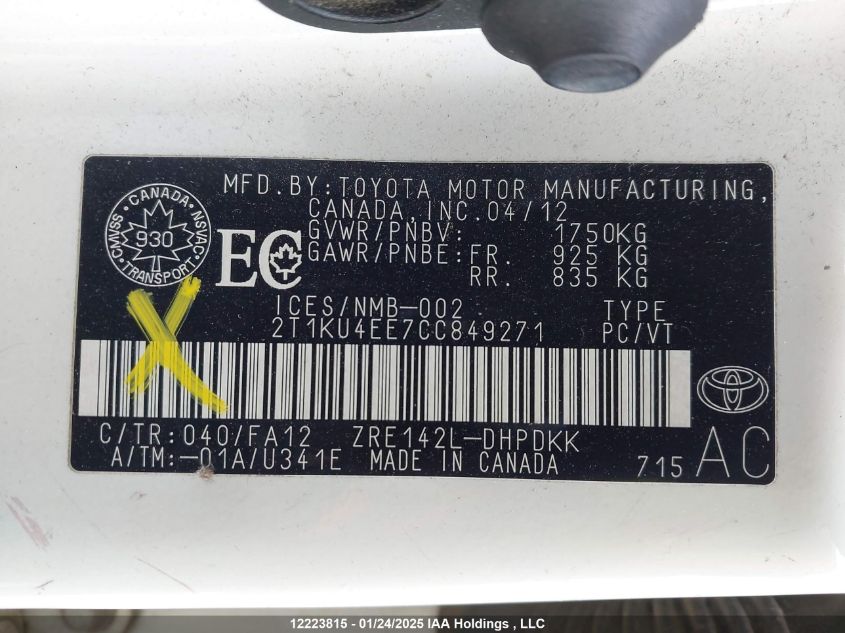 MFD.BY:TOYOTA MOTOR MANUFACTURING,
CANADA,INC.04/12
GVWR/PNBV: 1750KG
GAWR/PNBE:FR. 925 KG
RR. 835 KG
CANADA
CMVSS NSVAC
930
TRANSPORT
EC
ICES/NMB-002 TYPE
2T1KU4EE7CC849271 PC/VT
C/TR:040/FA12 ZRE142L-DHPDKK
A/TM:-01A/U341E MADE IN CANADA 715 AC
12223815 - 01/24/2025 IAA Holdings , LLC